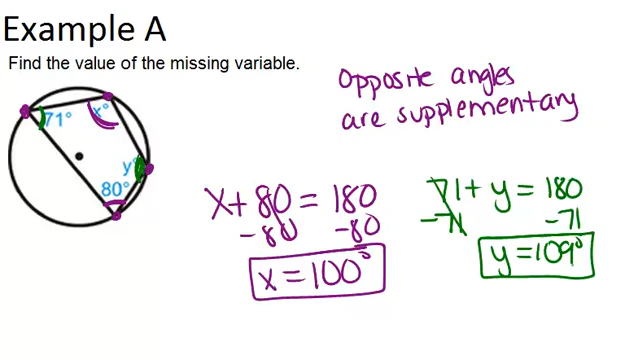 Example A
Find the value of the missing variable.
71°
x°
y°
80°
opposite angles
are supplementary
x + 80 = 180
-80 -80
x = 100°
71 + y = 180
-71 -71
y = 109°